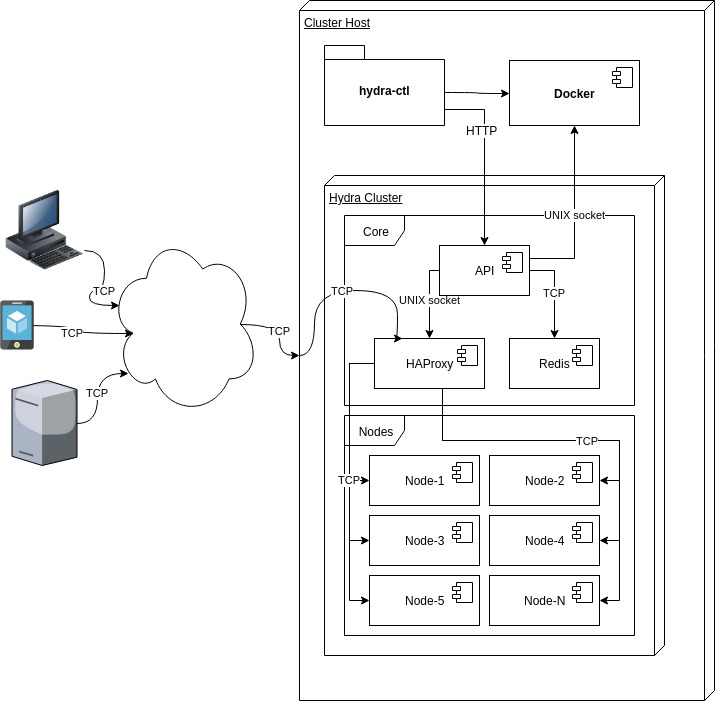 Cluster Host
hydra-ctl
Docker
HTTP
Hydra Cluster
UNIX socket
Core
API
TCP
UNIX socket
TCP
TCP
TCP
TCP
HAProxy
Redis
TCP
Nodes
TCP
TCP
Node-1
Node-2
Node-3
Node-4
Node-5
Node-N